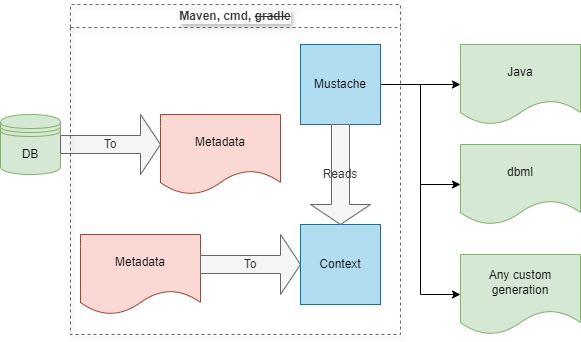 Maven, cmd, gradle
Mustache
Java
DB
To
Metadata
Reads
dbml
Metadata
To
Context
Any custom
generation